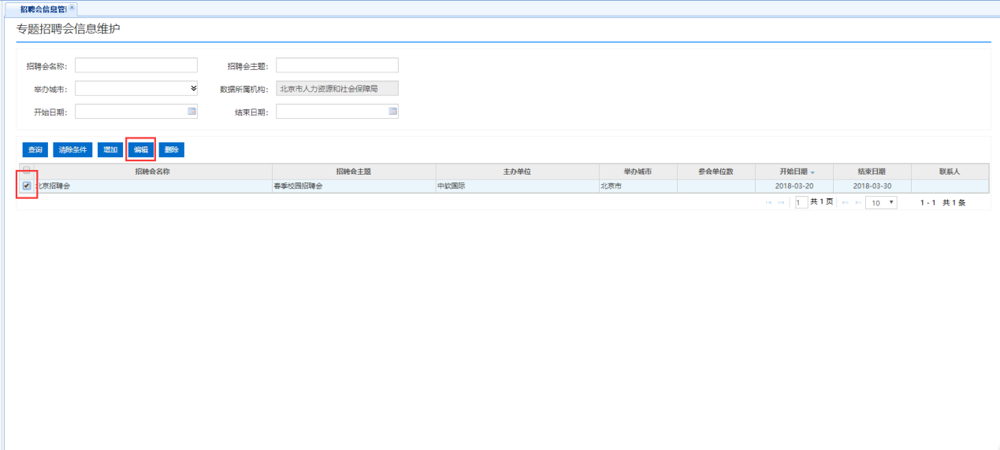 招聘会信息管
专题招聘会信息维护
招聘会名称: 招聘会主题:
举办城市: 数据所属机构: 北京市人力资源和社会保障局
开始日期: 结束日期:
查询 清除条件 增加 编辑 删除
招聘会名称 招聘会主题 主办单位 举办城市 参会单位数 开始日期 结束日期 联系人
北京招聘会 春季校园招聘会 中软国际 北京市 2018-03-20 2018-03-30
1 共 1 页 10 1 - 1 共 1 条